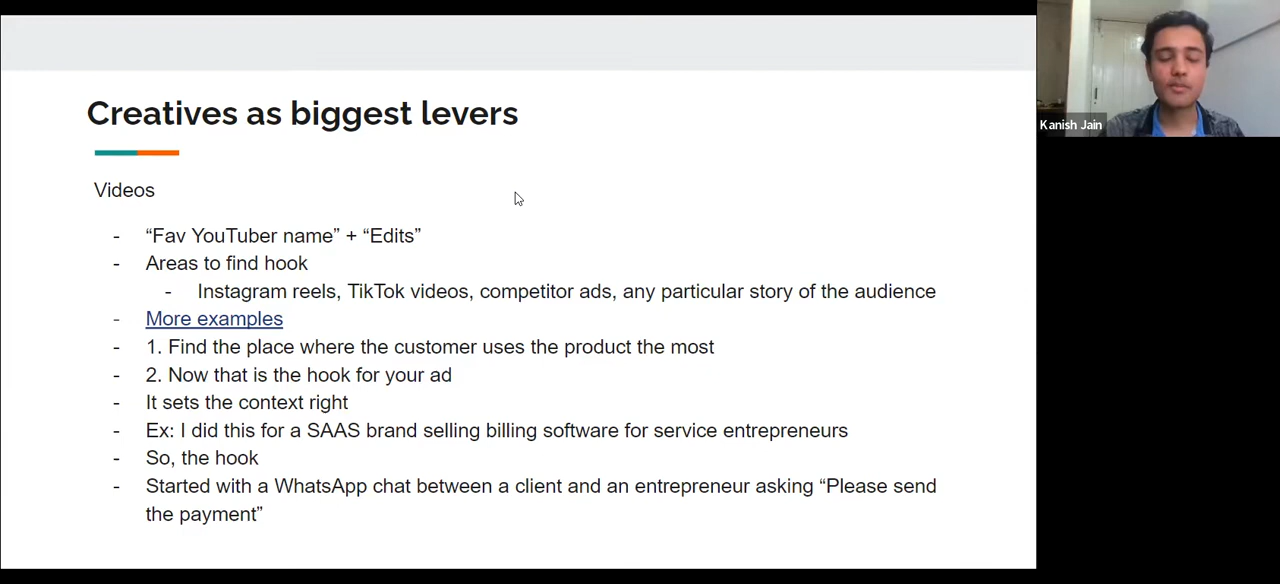 Creatives as biggest levers
Videos
- “Fav YouTuber name” + “Edits”
- Areas to find hook
- Instagram reels, TikTok videos, competitor ads, any particular story of the audience
- More examples
- 1. Find the place where the customer uses the product the most
- 2. Now that is the hook for your ad
- It sets the context right
- Ex: I did this for a SAAS brand selling billing software for service entrepreneurs
- So, the hook
- Started with a WhatsApp chat between a client and an entrepreneur asking “Please send
the payment”
Kanish Jain